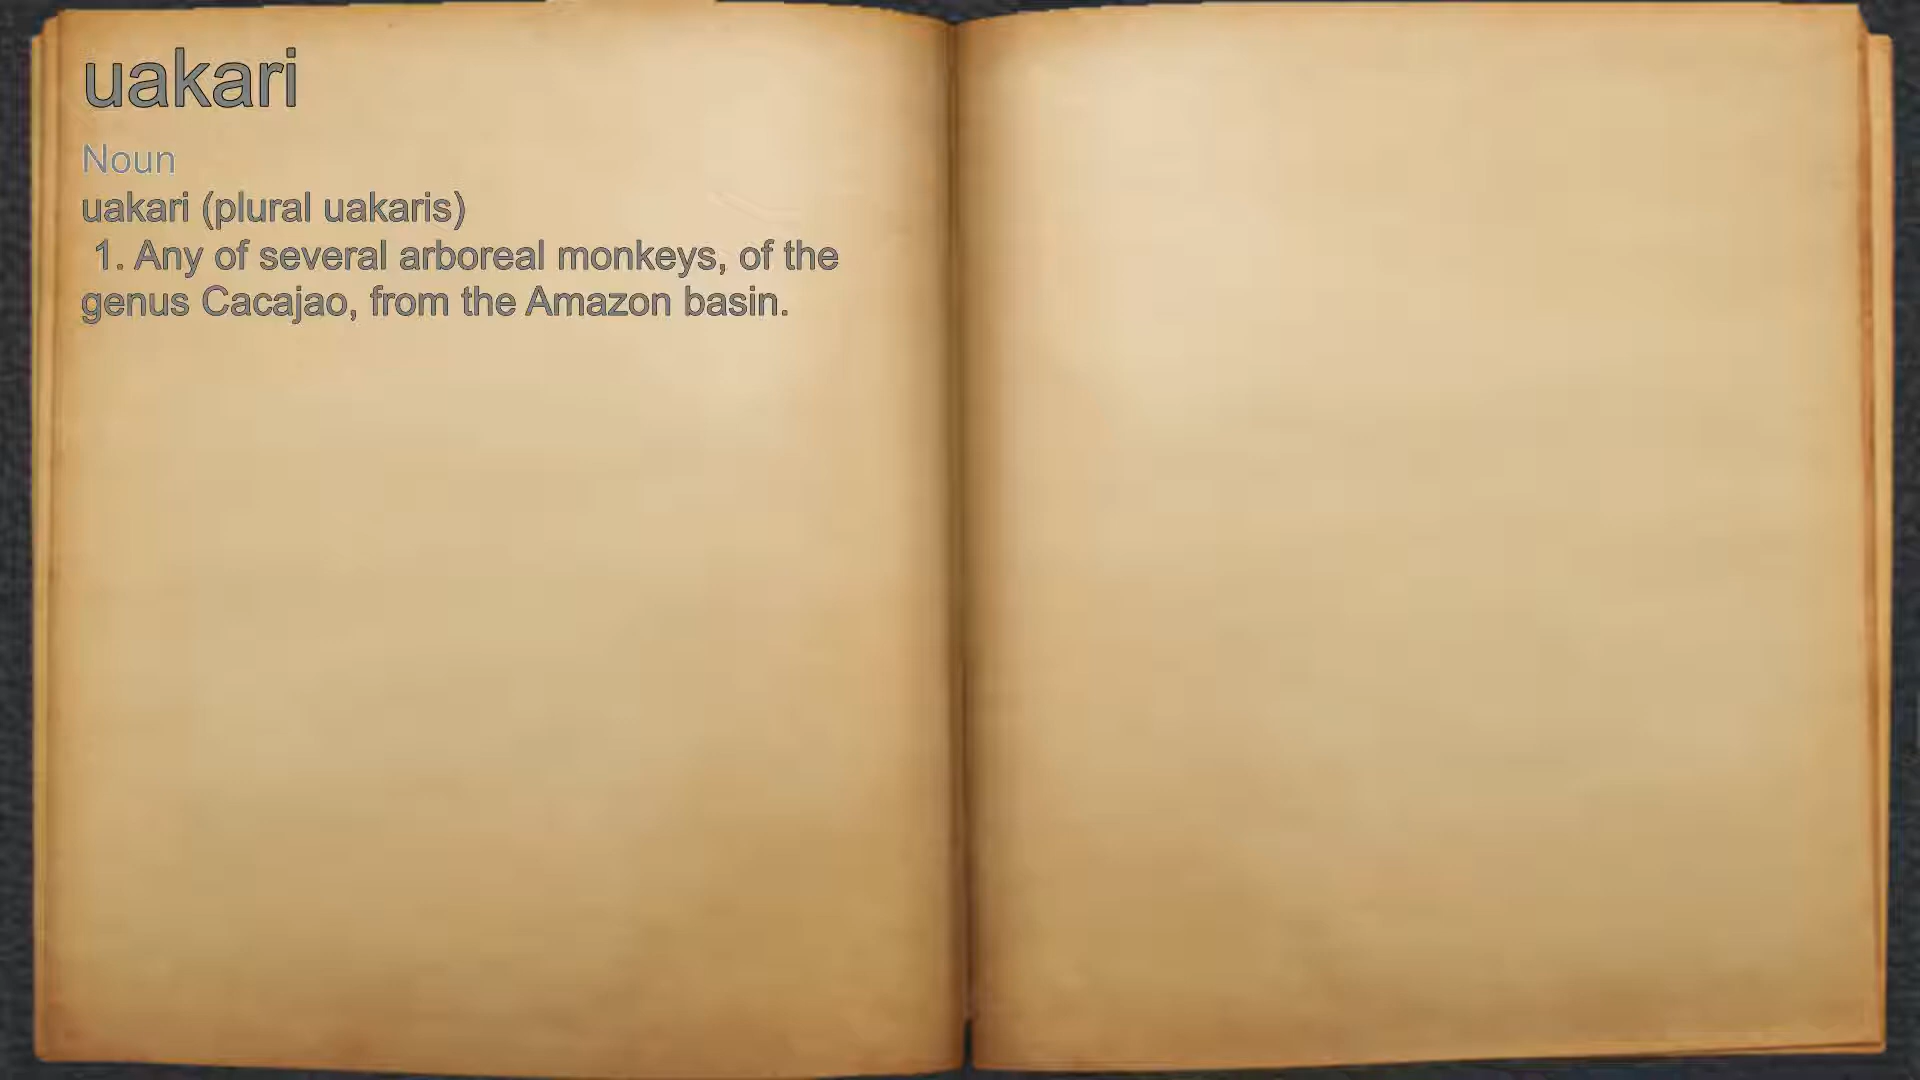 uakari
Noun
uakari (plural uakaris)
1. Any of several arboreal monkeys, of the
genus Cacajao, from the Amazon basin.